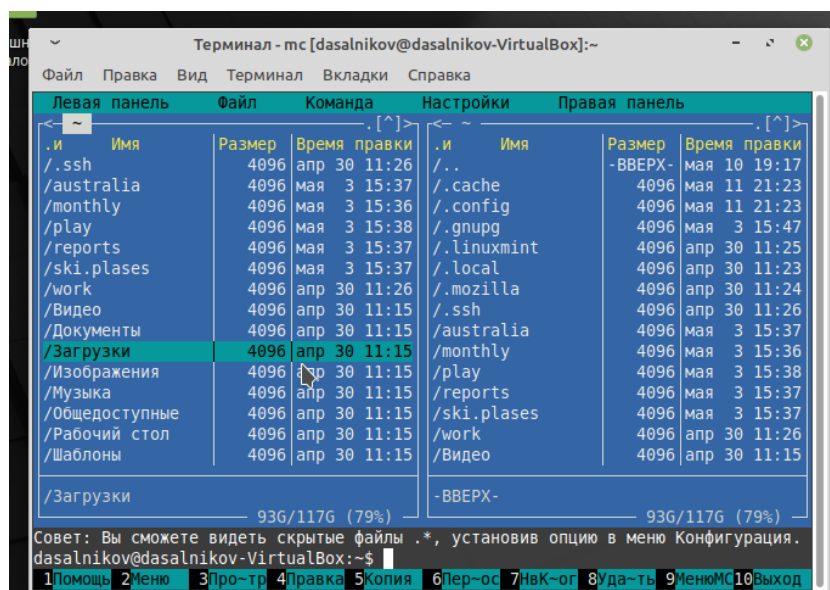 шн
ло
Терминал - mc [dasalnikov@dasalnikov-VirtualBox]:~
Файл Правка Вид Терминал Вкладки Справка
Левая панель Файл Команда Настройки Правая панель
<– ~ .[^]> <– ~ .[^]>
.и Имя Размер Время правки .и Имя Размер Время правки
/.ssh 4096 апр 30 11:26 /.. -ВВЕРХ- мая 10 19:17
/australia 4096 мая 3 15:37 /.cache 4096 мая 11 21:23
/monthly 4096 мая 3 15:36 /.config 4096 мая 11 21:23
/play 4096 мая 3 15:38 /.gnupg 4096 мая 3 15:47
/reports 4096 мая 3 15:37 /.linuxmint 4096 апр 30 11:25
/ski.plases 4096 мая 3 15:37 /.local 4096 апр 30 11:23
/work 4096 апр 30 11:26 /.mozilla 4096 апр 30 11:24
/Видео 4096 апр 30 11:15 /.ssh 4096 апр 30 11:26
/Документы 4096 апр 30 11:15 /australia 4096 мая 3 15:37
/Загрузки 4096 апр 30 11:15 /monthly 4096 мая 3 15:36
/Изображения 4096 апр 30 11:15 /play 4096 мая 3 15:38
/Музыка 4096 апр 30 11:15 /reports 4096 мая 3 15:37
/Общедоступные 4096 апр 30 11:15 /ski.plases 4096 мая 3 15:37
/Рабочий стол 4096 апр 30 11:15 /work 4096 апр 30 11:26
/Шаблоны 4096 апр 30 11:15 /Видео 4096 апр 30 11:15
/Загрузки -ВВЕРХ-
93G/117G (79%) 93G/117G (79%)
Совет: Вы сможете видеть скрытые файлы .*, установив опцию в меню Конфигурация.
dasalnikov@dasalnikov-VirtualBox:~$
1Помощь 2Меню 3Про~тр 4Правка 5Копия 6Пер~ос 7НвК~ог 8Уда~ть 9МенюМС 10Выход